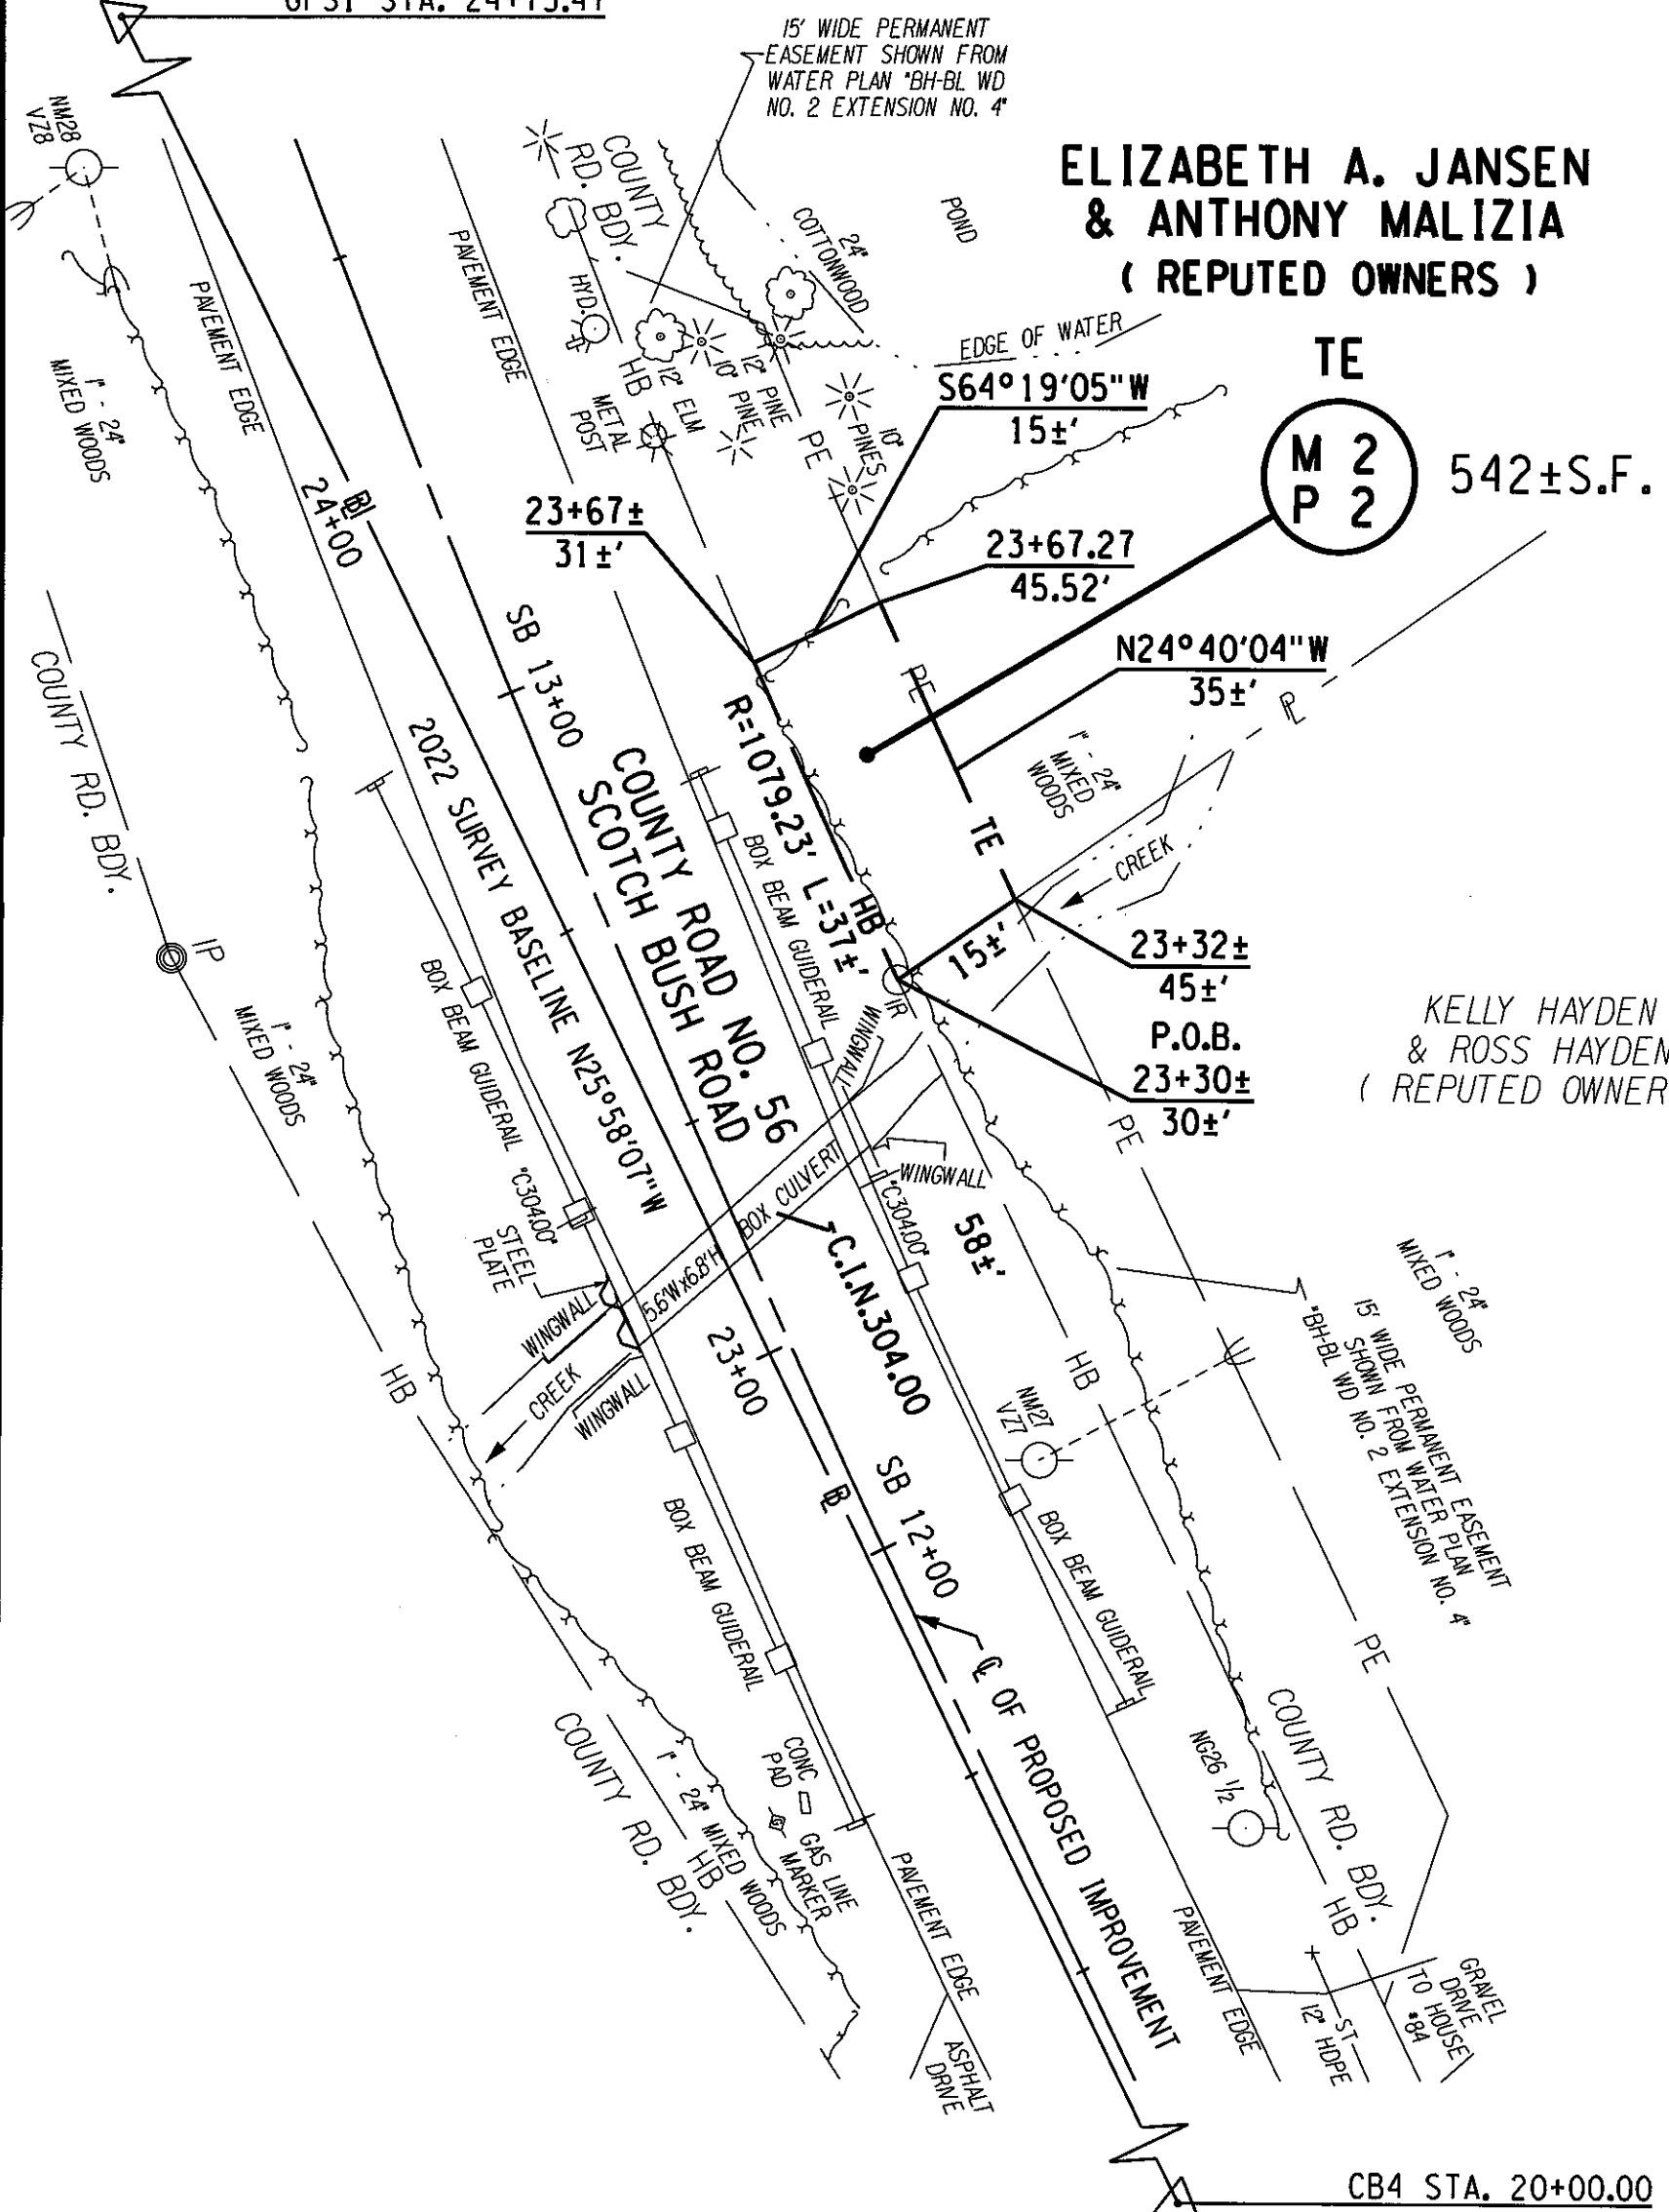 15' WIDE PERMANENT
EASEMENT SHOWN FROM
WATER PLAN "BH-BL WD
NO. 2 EXTENSION NO. 4"
ELIZABETH A. JANSEN
& ANTHONY MALIZIA
( REPUTED OWNERS )
TE
M 2
P 2
542±S.F.
NM28
VZ8
COUNTY
RD. BDY.
24"
COTTONWOOD
POND
PAVEMENT EDGE
PAVEMENT EDGE
HYD.
HB
12" ELM
10" PINE
12" PINE
METAL
POST
PE
10"
PINES
EDGE OF WATER
S64°19'05"W
15±'
1" - 24"
MIXED WOODS
24+00
23+67±
31±'
23+67.27
45.52'
N24°40'04"W
35±'
PE
COUNTY RD. BDY.
SB 13+00
2022 SURVEY BASELINE N25°58'07"W
COUNTY ROAD NO. 56
SCOTCH BUSH ROAD
R=1079.23' L=37±'
HB
TE
1" - 24"
MIXED
WOODS
CREEK
BOX BEAM GUIDERAIL
15±'
IR
23+32±
45±'
P.O.B.
23+30±
30±'
KELLY HAYDEN
& ROSS HAYDEN
( REPUTED OWNER
IP
1" - 24"
MIXED WOODS
BOX BEAM GUIDERAIL
"C304.00"
STEEL
PLATE
WINGWALL
WINGWALL
"C304.00"
58±'
PE
5.6'Wx6.8'H
BOX CULVERT
C.I.N.304.00
WINGWALL
CREEK
WINGWALL
HB
23+00
HB
NM27
VZ7
1" - 24"
MIXED WOODS
15' WIDE PERMANENT EASEMENT
SHOWN FROM WATER PLAN
"BH-BL WD NO. 2 EXTENSION NO. 4"
SB 12+00
BOX BEAM GUIDERAIL
BOX BEAM GUIDERAIL
PE
OF PROPOSED IMPROVEMENT
COUNTY RD. BDY.
HB
1" - 24" MIXED WOODS
CONC
PAD
GAS LINE
MARKER
NG26 1/2
COUNTY RD. BDY.
HB
PAVEMENT EDGE
PAVEMENT EDGE
ASPHALT
DRIVE
ST
12" HDPE
GRAVEL
DRIVE
TO HOUSE
#84
CB4 STA. 20+00.00